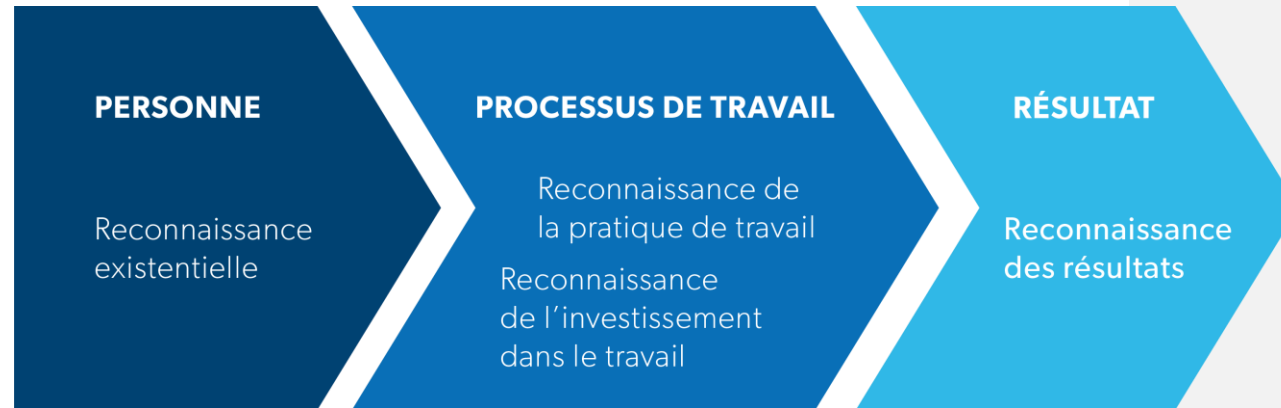 PERSONNE
Reconnaissance
existentielle
PROCESSUS DE TRAVAIL
Reconnaissance de
la pratique de travail
Reconnaissance
de l’investissement
dans le travail
RÉSULTAT
Reconnaissance
des résultats